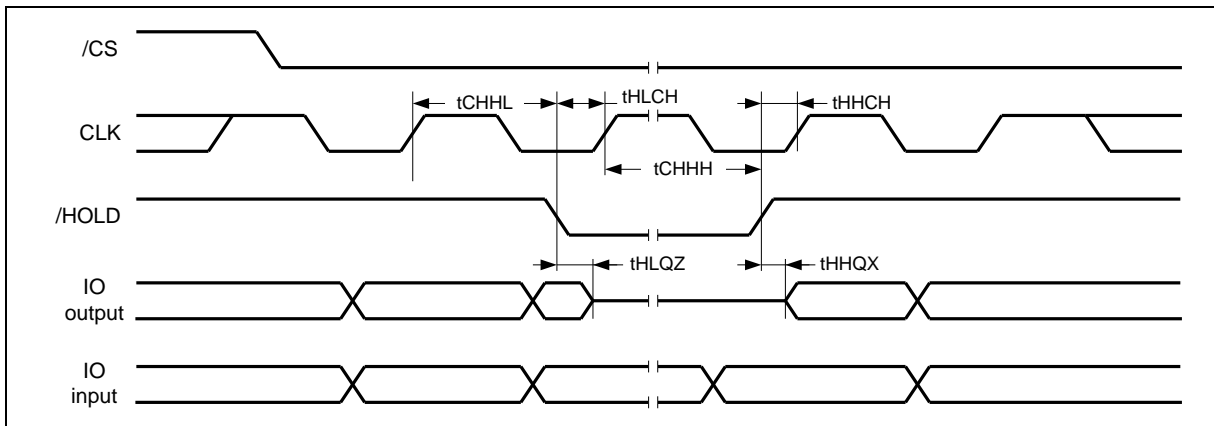 /CS
tCHHL
tHLCH
tHHCH
CLK
tCHHH
/HOLD
tHLQZ
tHHQX
IO
output
IO
input